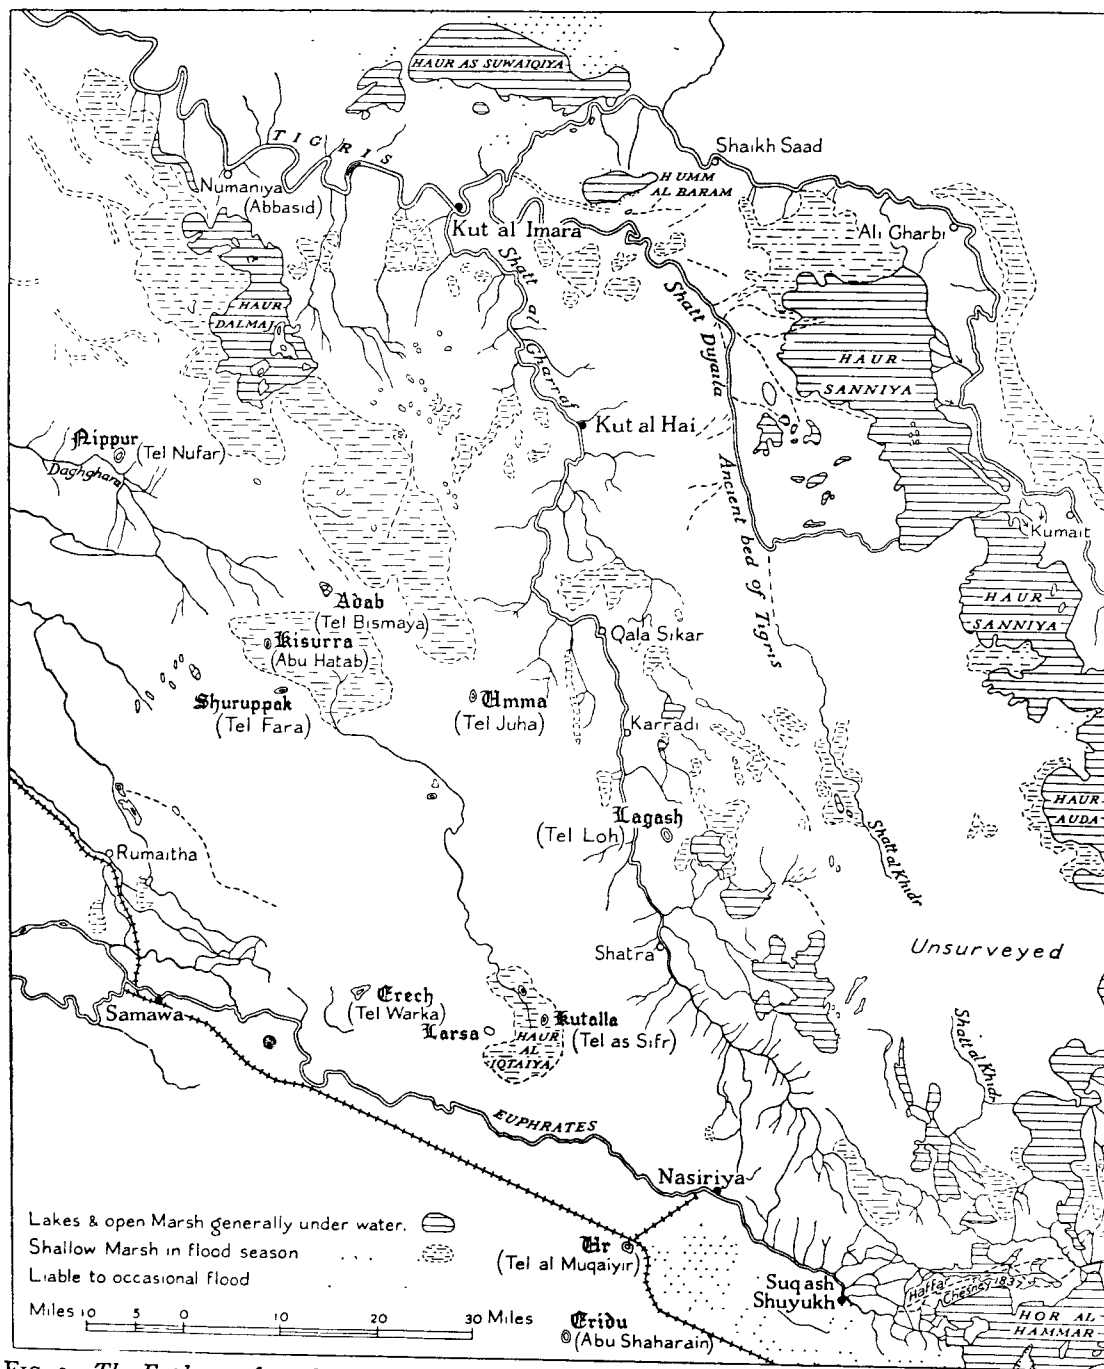 HAUR AS SUWAIQIYA
TIGRIS
Shaikh Saad
Numaniya
(Abbasid)
HUMM
AL BARAM
Kut al Imara
Ali Gharbi
Shatt al Gharraf
Shatt Dujaila
HAUR
DALMAJ
HAUR
SANNIYA
Kut al Hai
Nippur
(Tel Nufar)
Daghghara
Ancient bed of Tigris
Kumait
Adab
(Tel Bismaya)
HAUR
SANNIYA
Kisurra
(Abu Hatab)
Qala Sikar
Shuruppak
(Tel Fara)
Umma
(Tel Juha)
Karradi
HAUR
AUDA
Lagash
(Tel Loh)
Shatt al Khidr
Rumaitha
Shatra
Unsurveyed
Erech
(Tel Warka)
Samawa
Larsa
Kutalla
(Tel as Sifr)
HAUR
AL
IQTAIYA
Shatt al Khidr
EUPHRATES
Nasiriya
Lakes & open Marsh generally under water.
Shallow Marsh in flood season . . .
Liable to occasional flood
Ur
(Tel al Muqaiyir)
Suq ash
Shuyukh
Haffar
Chesney 1837
HOR AL
HAMMAR
Miles 10 5 0 10 20 30 Miles
Eridu
(Abu Shaharain)